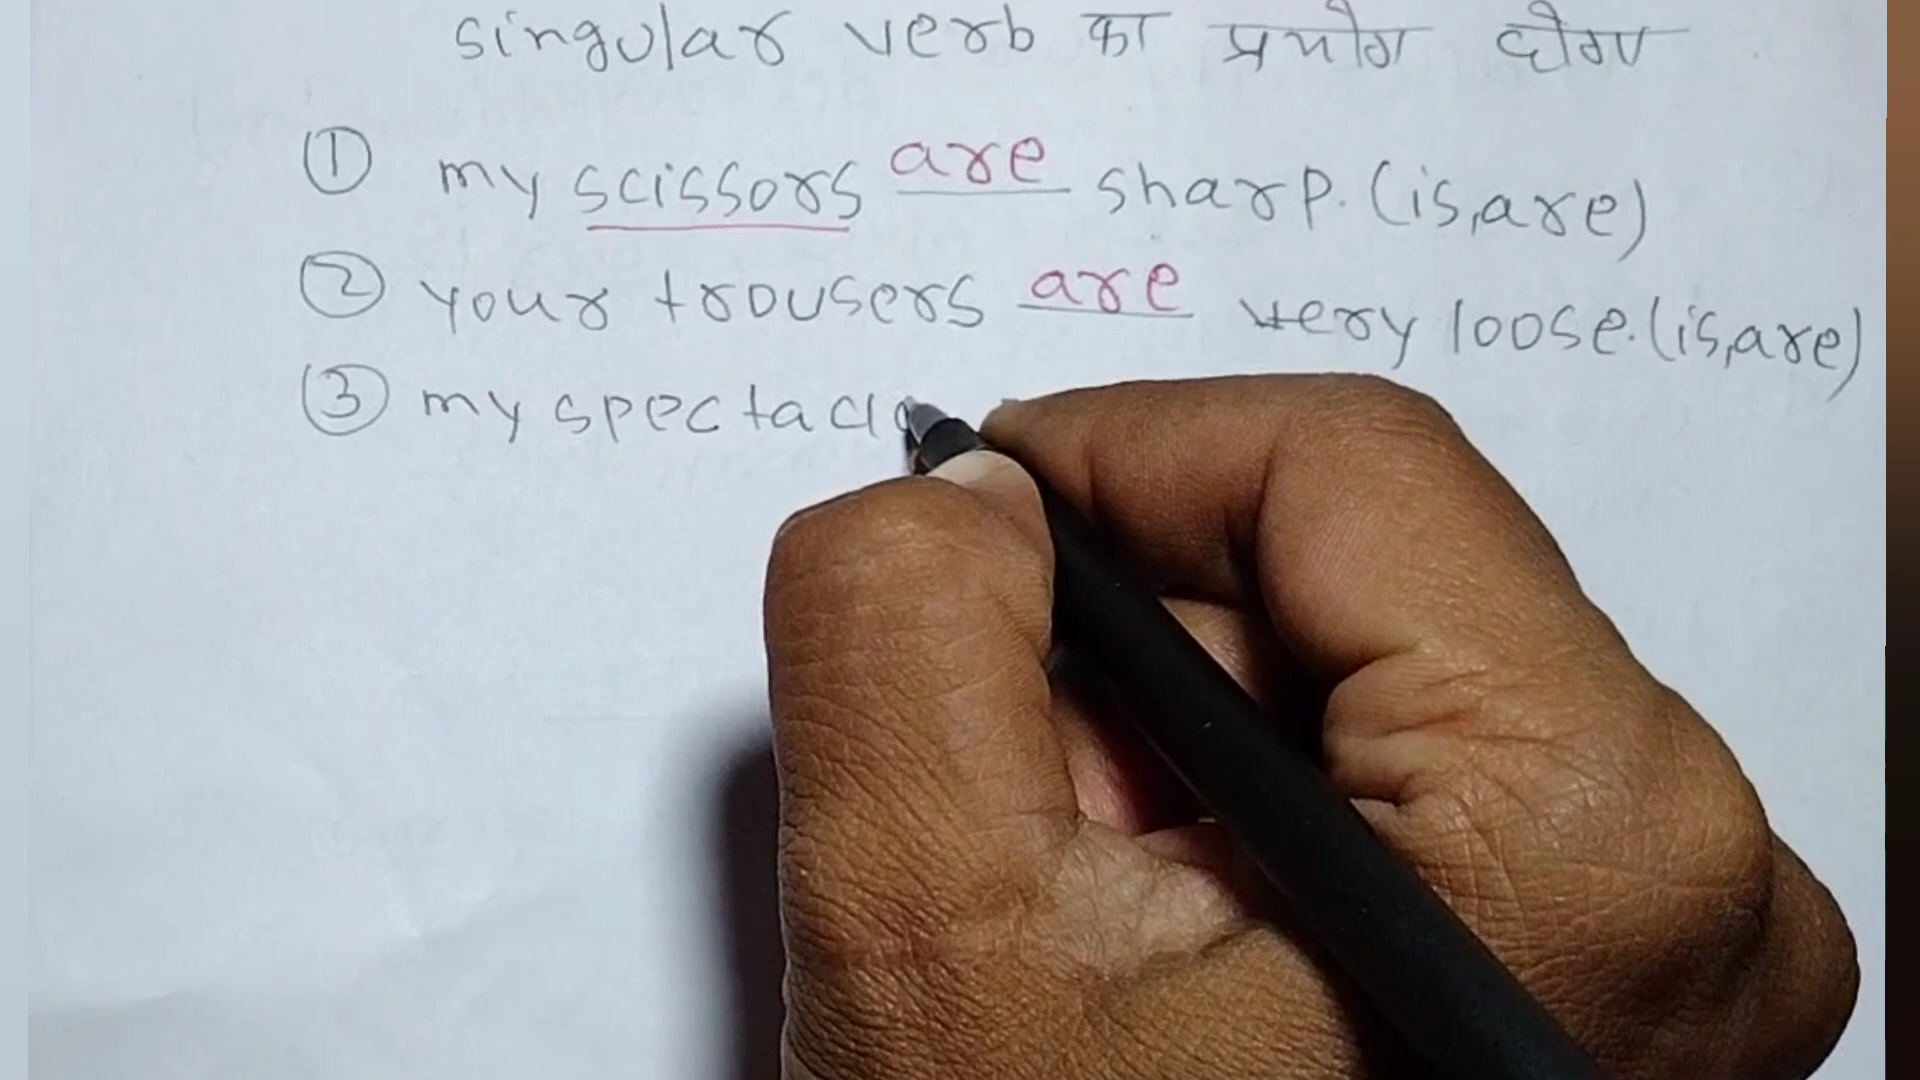 singular verb का प्रयोग होगा
① my scissors are sharp. (is, are)
② your trousers are very loose. (is, are)
③ my spectacl